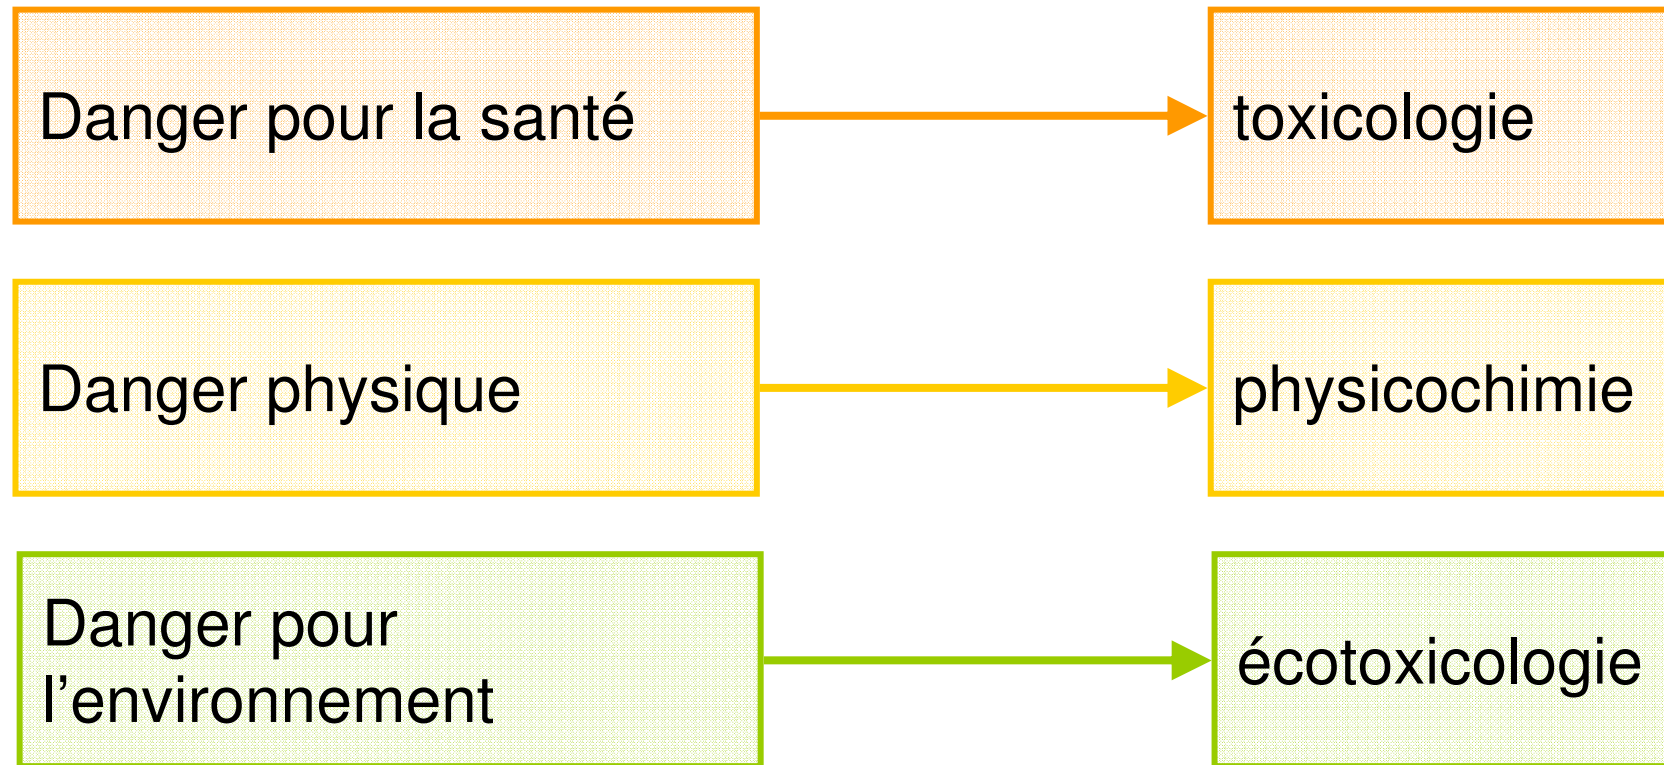 Danger pour la santé
toxicologie
Danger physique
physicochimie
Danger pour
l’environnement
écotoxicologie